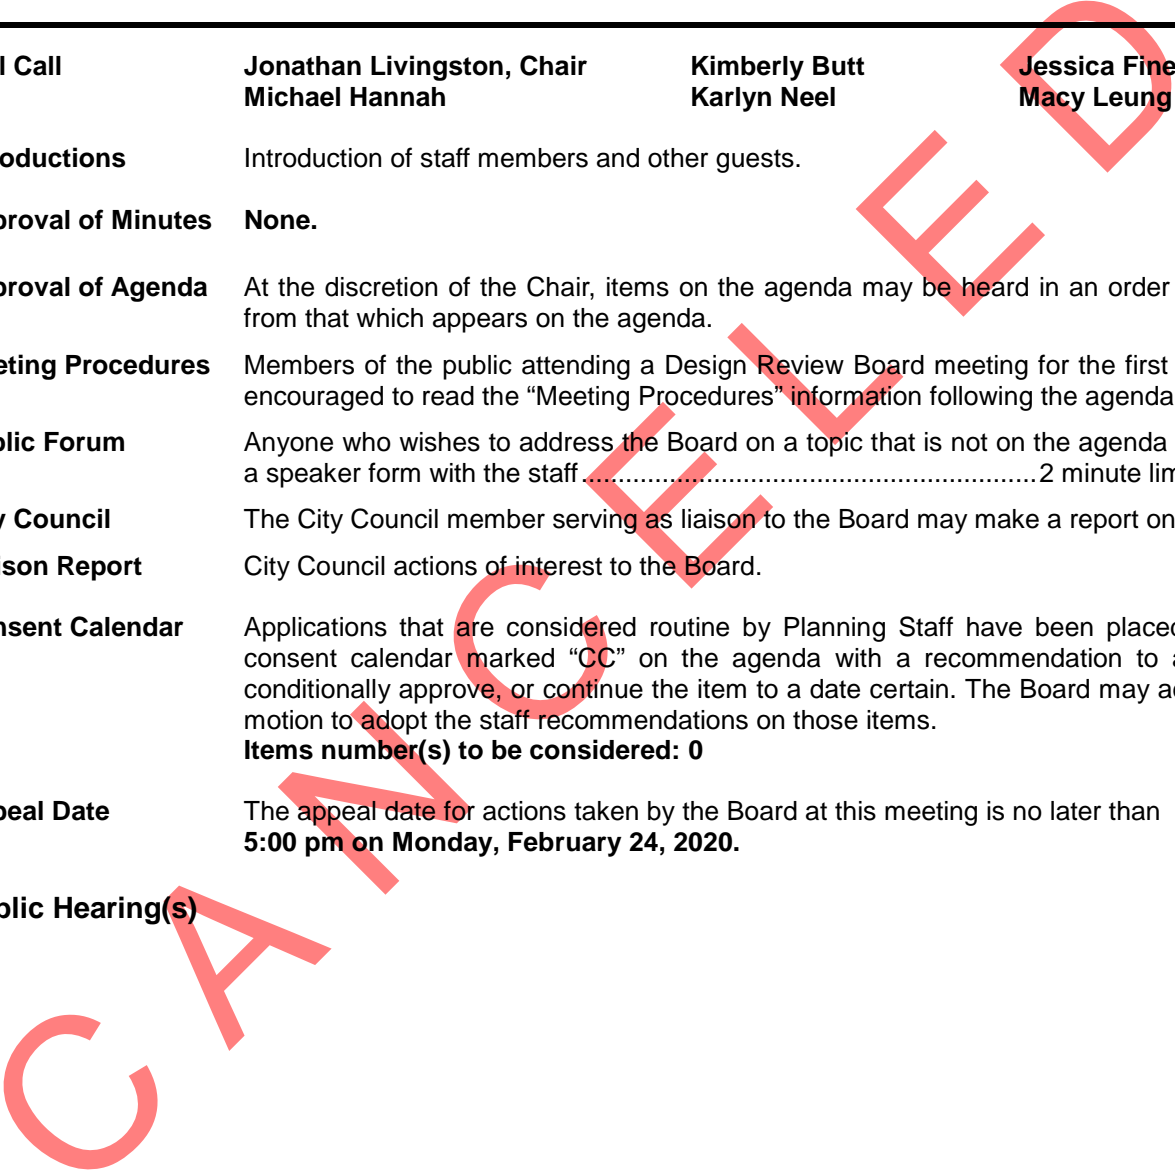 l Call Jonathan Livingston, Chair Kimberly Butt Jessica Fine
Michael Hannah Karlyn Neel Macy Leung
oductions Introduction of staff members and other guests.
proval of Minutes None.
proval of Agenda At the discretion of the Chair, items on the agenda may be heard in an order
from that which appears on the agenda.
eting Procedures Members of the public attending a Design Review Board meeting for the first
encouraged to read the “Meeting Procedures” information following the agenda
blic Forum Anyone who wishes to address the Board on a topic that is not on the agenda
a speaker form with the staff.................................................................2 minute lim
y Council The City Council member serving as liaison to the Board may make a report on
ison Report City Council actions of interest to the Board.
nsent Calendar Applications that are considered routine by Planning Staff have been placed
consent calendar marked “CC” on the agenda with a recommendation to a
conditionally approve, or continue the item to a date certain. The Board may ad
motion to adopt the staff recommendations on those items.
Items number(s) to be considered: 0
peal Date The appeal date for actions taken by the Board at this meeting is no later than
5:00 pm on Monday, February 24, 2020.
blic Hearing(s)
CANCELED